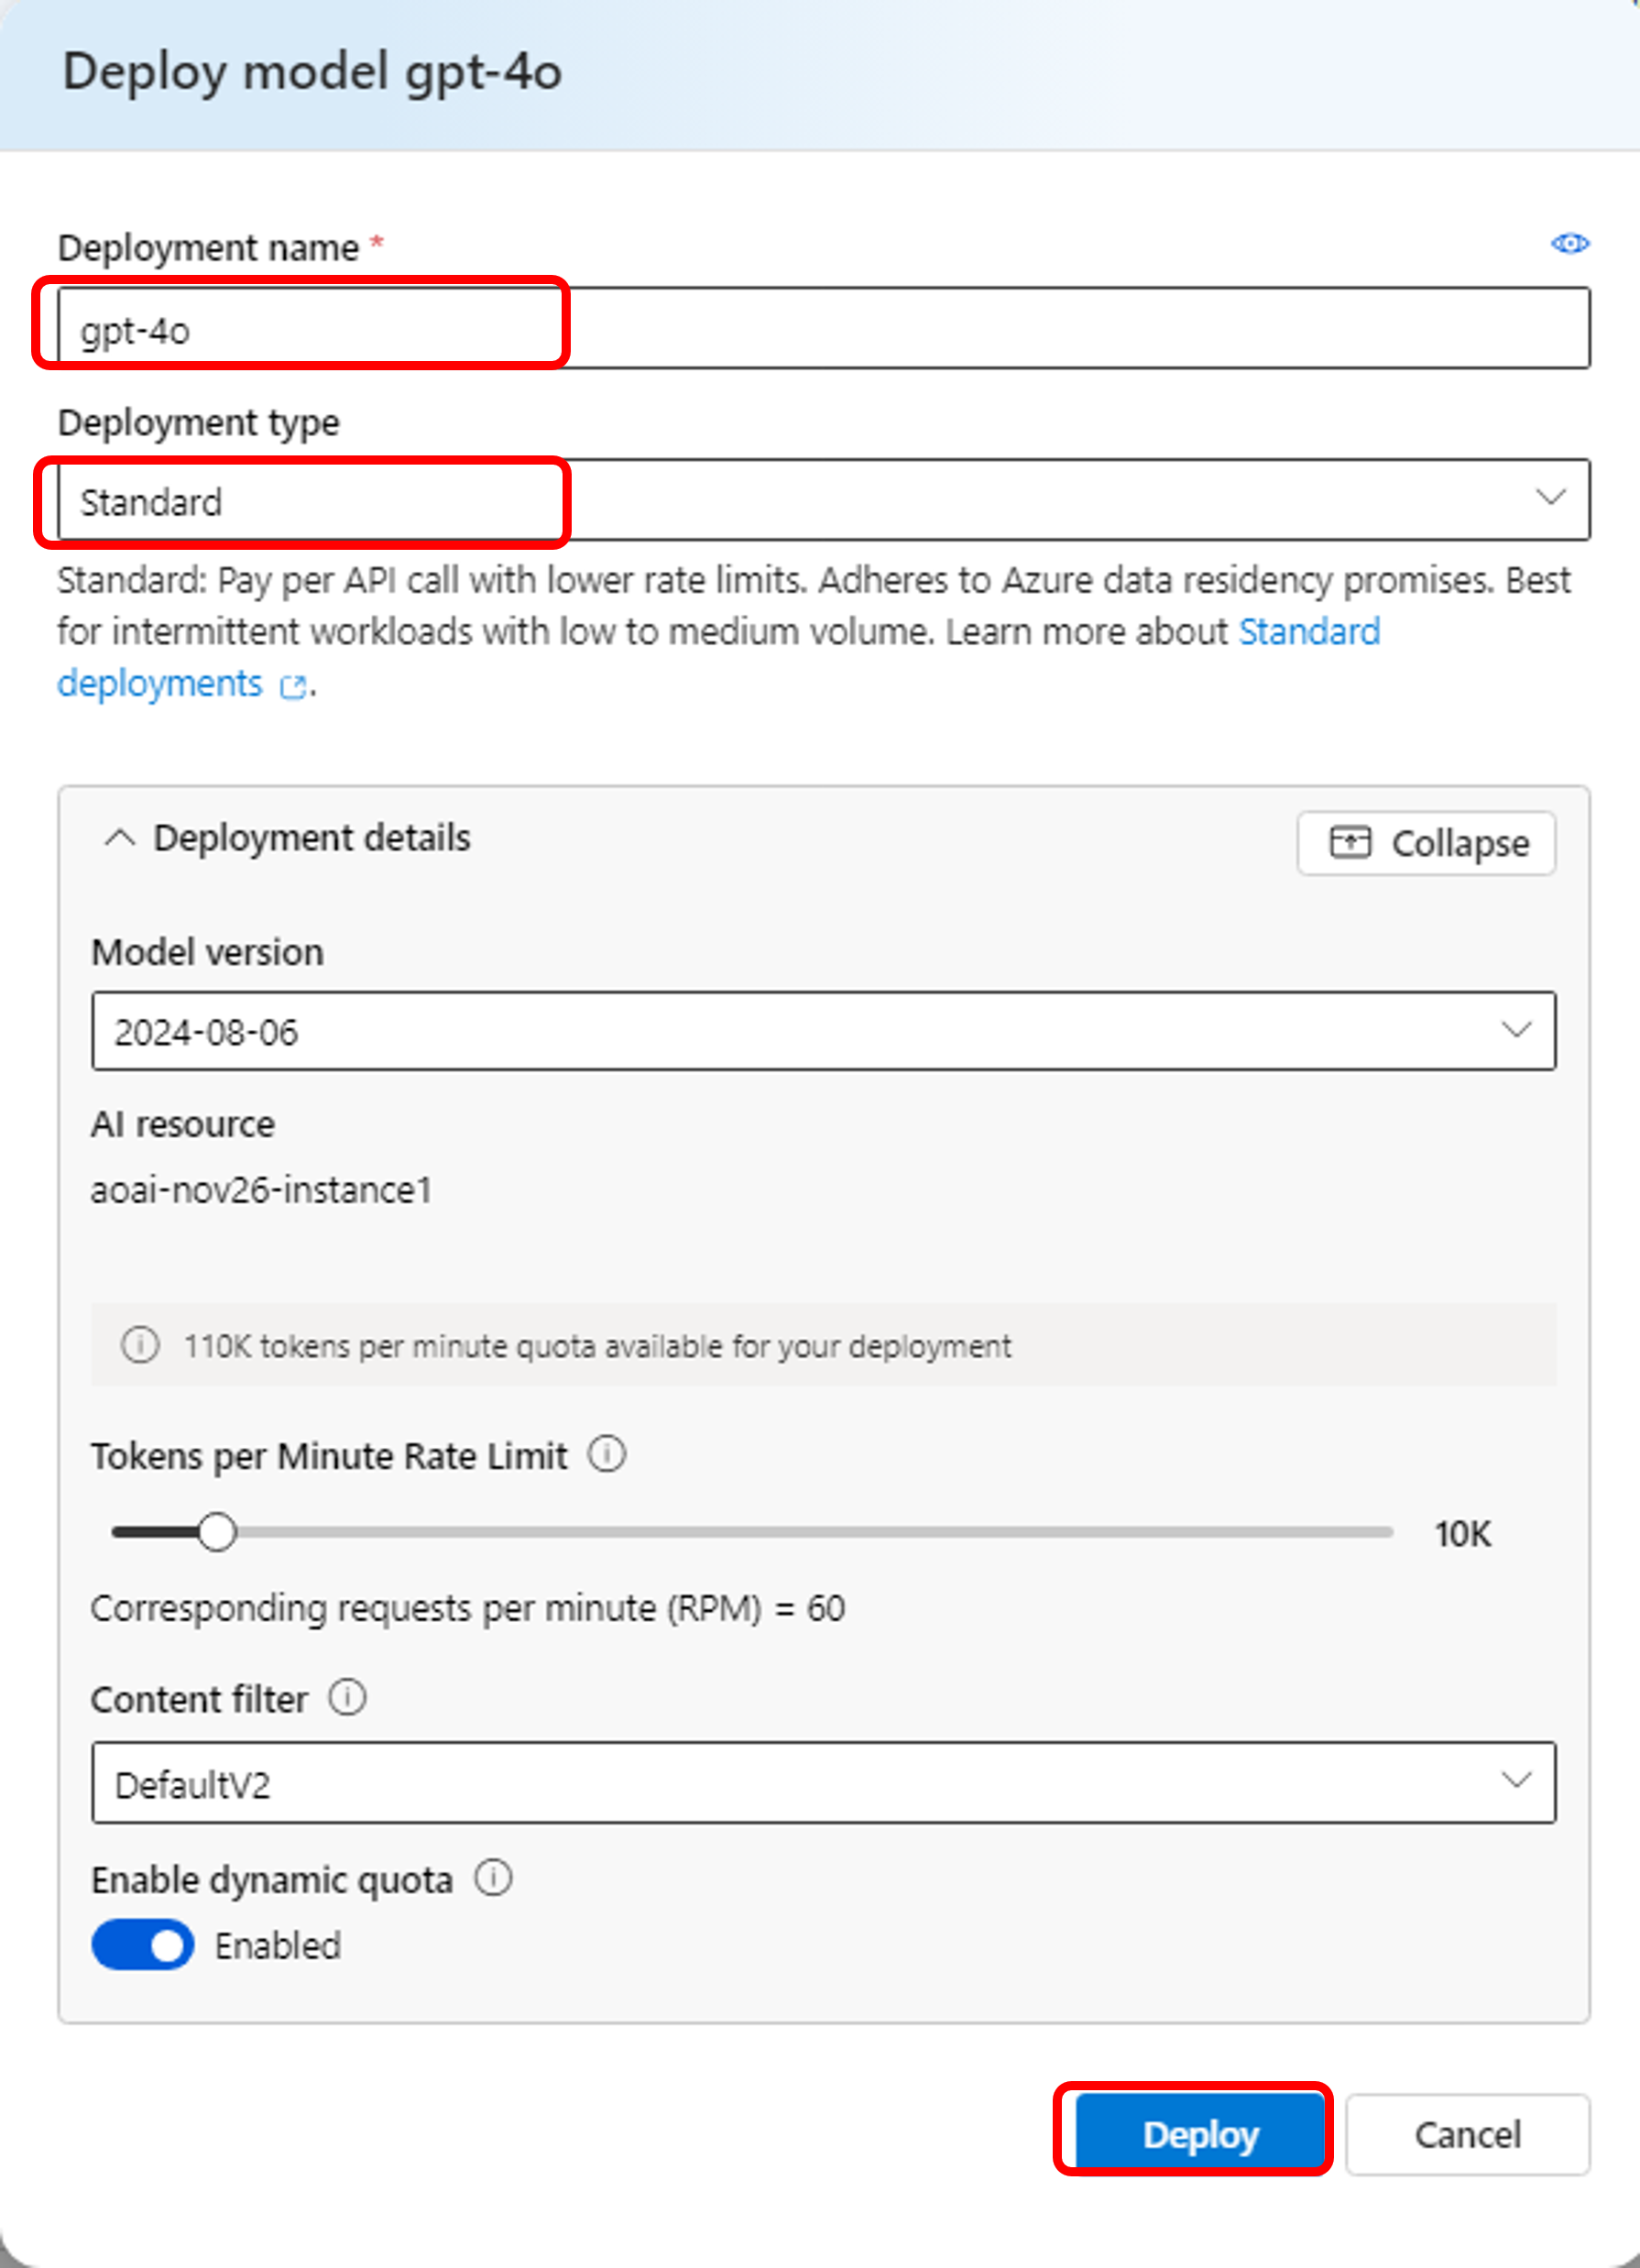 Deploy model gpt-4o
Deployment name *
gpt-4o
Deployment type
Standard
Standard: Pay per API call with lower rate limits. Adheres to Azure data residency promises. Best
for intermittent workloads with low to medium volume. Learn more about Standard
deployments .
Deployment details
Collapse
Model version
2024-08-06
AI resource
aoai-nov26-instance1
110K tokens per minute quota available for your deployment
Tokens per Minute Rate Limit
10K
Corresponding requests per minute (RPM) = 60
Content filter
DefaultV2
Enable dynamic quota
Enabled
Deploy
Cancel